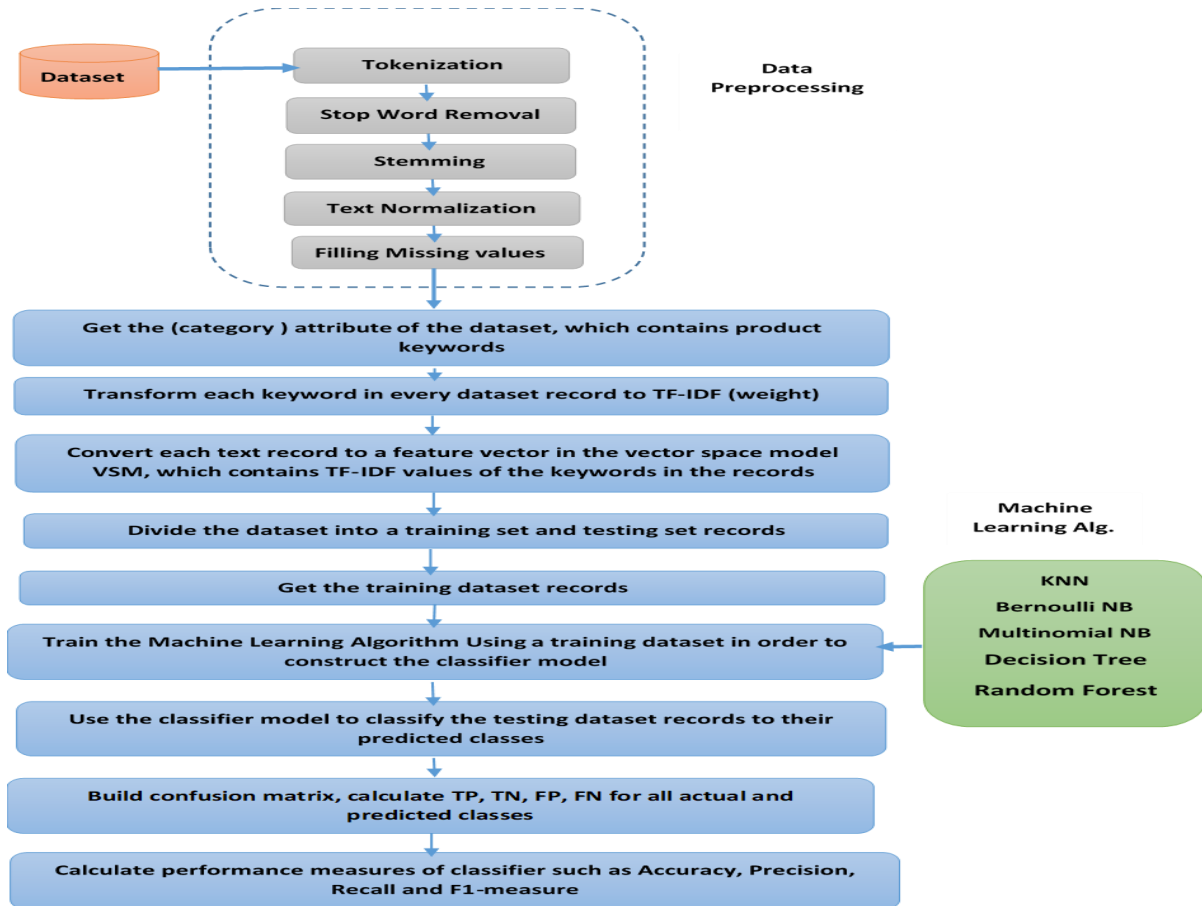 Dataset
Tokenization
Stop Word Removal
Stemming
Text Normalization
Filling Missing values
Data
Preprocessing
Get the (category ) attribute of the dataset, which contains product
keywords
Transform each keyword in every dataset record to TF-IDF (weight)
Convert each text record to a feature vector in the vector space model
VSM, which contains TF-IDF values of the keywords in the records
Divide the dataset into a training set and testing set records
Get the training dataset records
Train the Machine Learning Algorithm Using a training dataset in order to
construct the classifier model
Machine
Learning Alg.
KNN
Bernoulli NB
Multinomial NB
Decision Tree
Random Forest
Use the classifier model to classify the testing dataset records to their
predicted classes
Build confusion matrix, calculate TP, TN, FP, FN for all actual and
predicted classes
Calculate performance measures of classifier such as Accuracy, Precision,
Recall and F1-measure